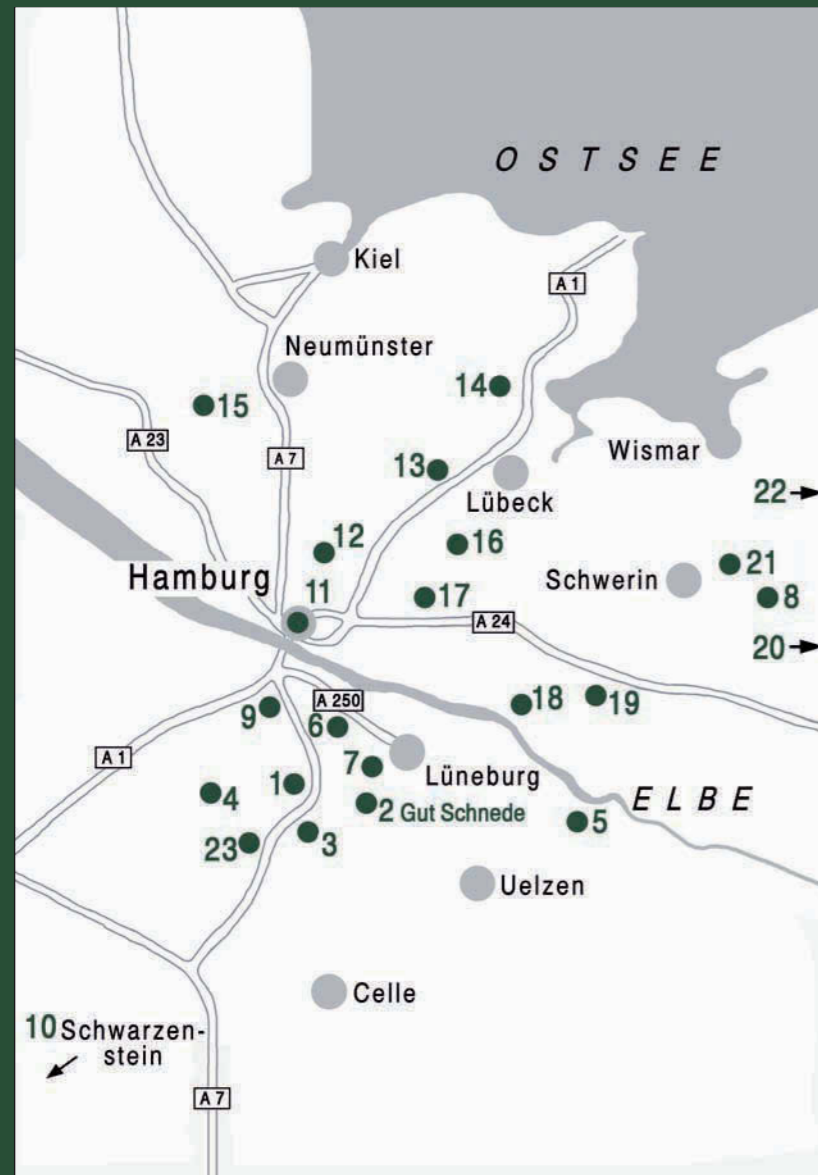 OSTSEE
Kiel
A 1
Neumünster
14
15
A 23
A 7
Wismar
13
Lübeck
22
12
16
21
Hamburg
Schwerin
11
17
8
A 24
20
9
A 250
18
19
6
A 1
7
Lüneburg
1
4
2 Gut Schnede
ELBE
5
3
23
Uelzen
Celle
10 Schwarzen-
stein
A 7